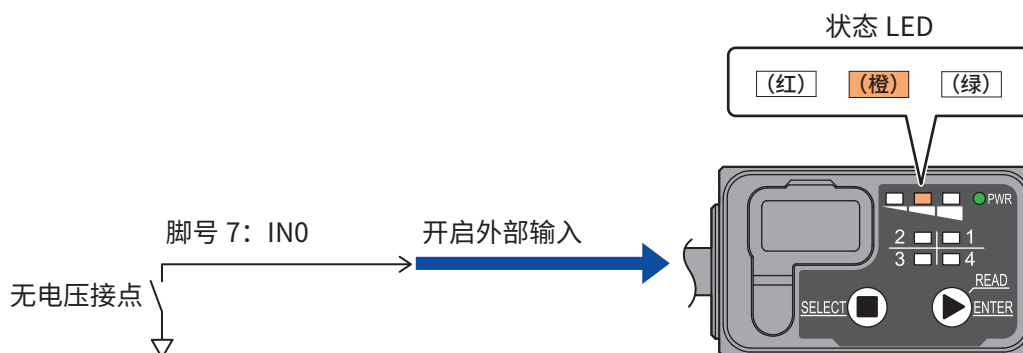 状态 LED
（红） （橙） （绿）
PWR
脚号 7：IN0
开启外部输入
2 1
3 4
无电压接点
READ
SELECT
ENTER